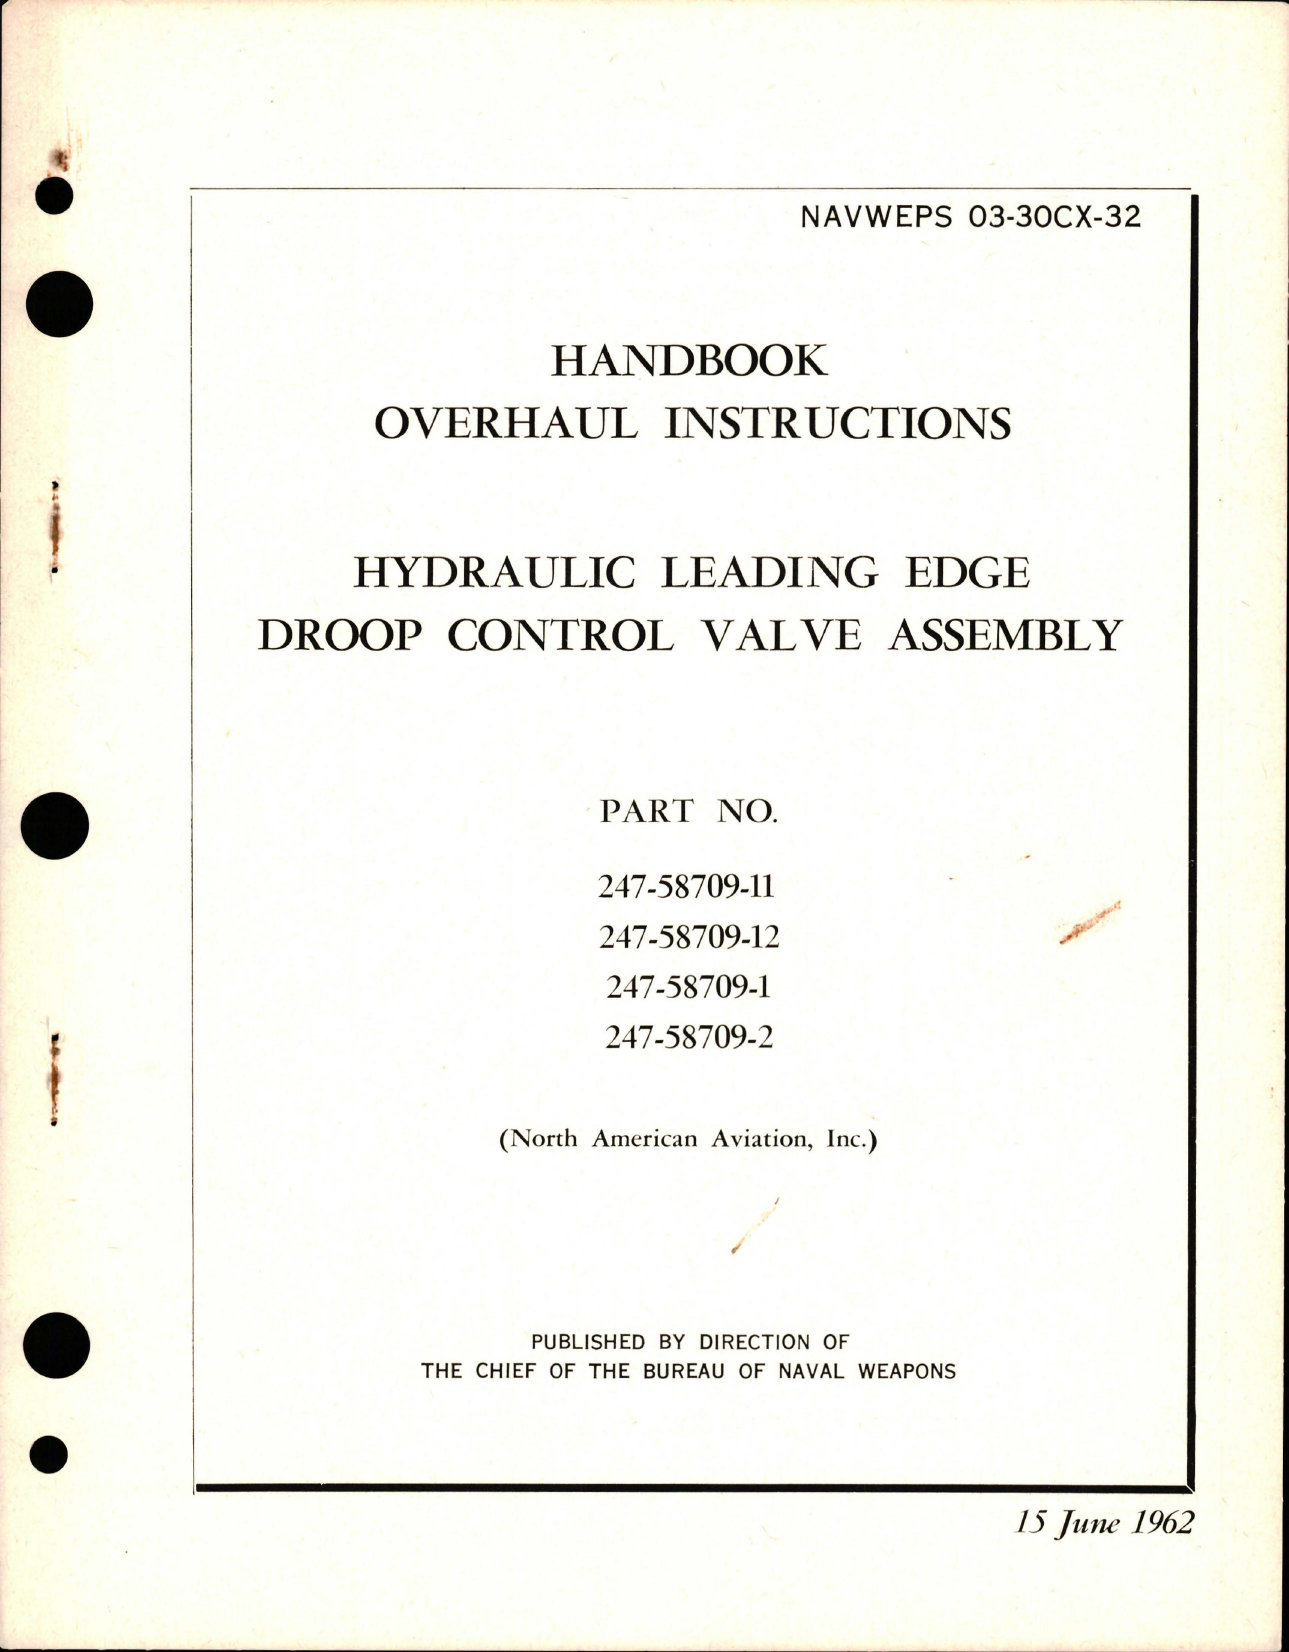 NAVWEPS 03-30CX-32
HANDBOOK
OVERHAUL INSTRUCTIONS
HYDRAULIC LEADING EDGE
DROOP CONTROL VALVE ASSEMBLY
PART NO.
247-58709-11
247-58709-12
247-58709-1
247-58709-2
(North American Aviation, Inc.)
PUBLISHED BY DIRECTION OF
THE CHIEF OF THE BUREAU OF NAVAL WEAPONS
15 June 1962